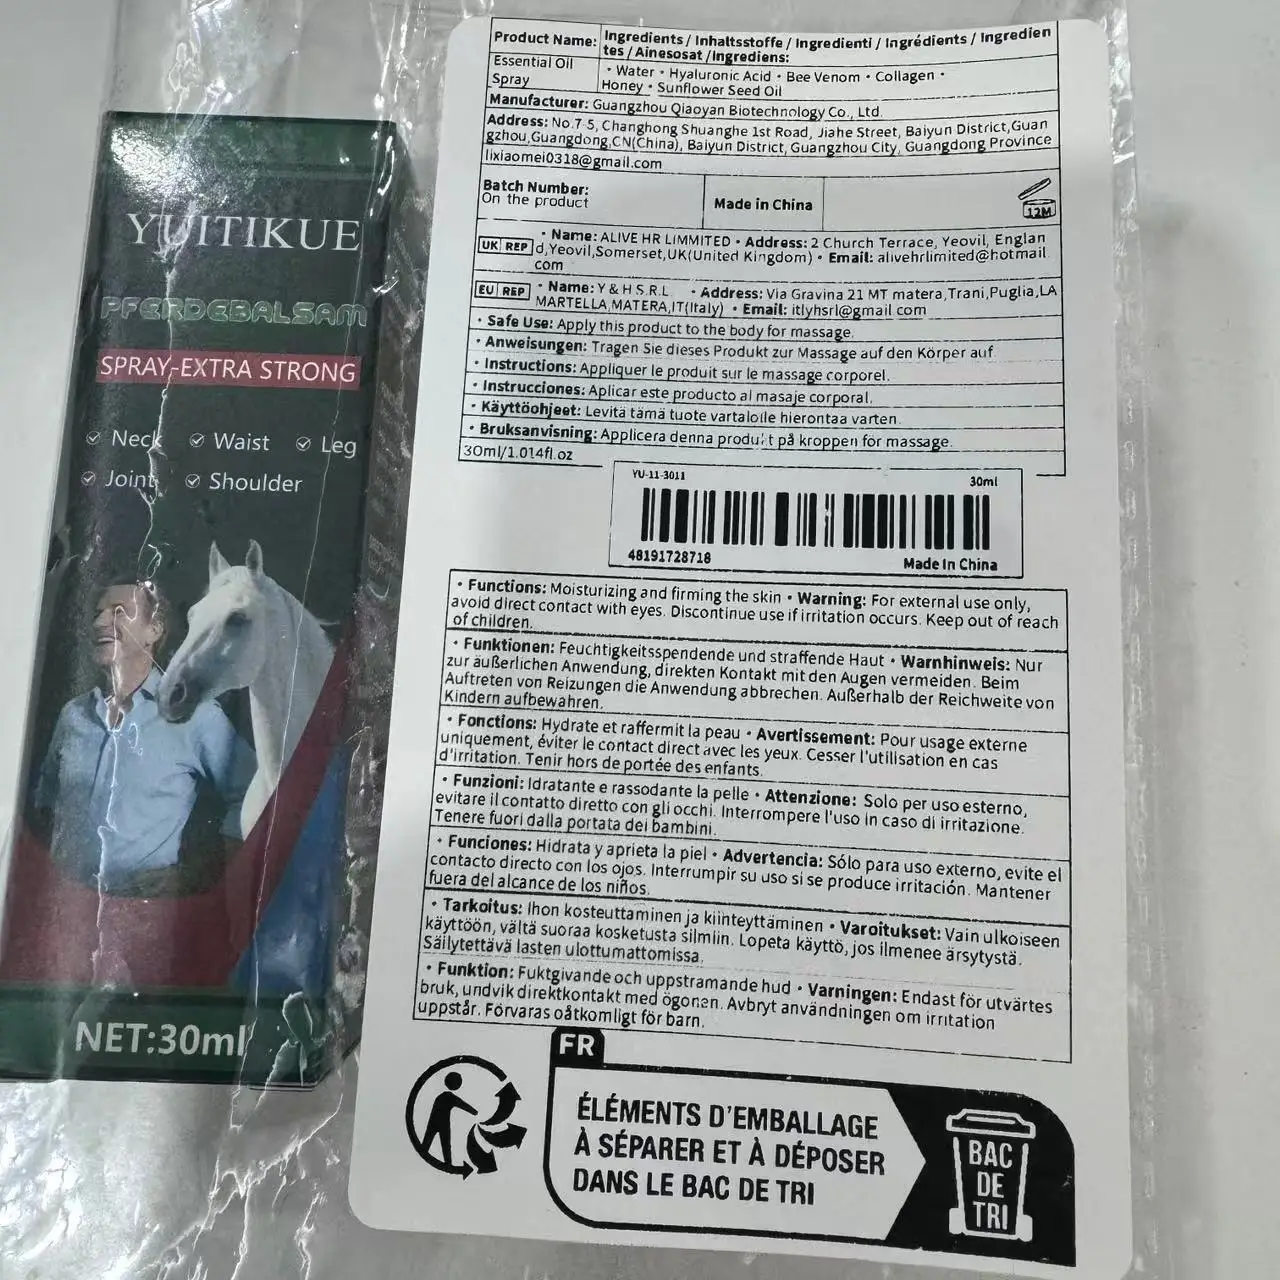 YUITIKUE
PFERDEBALSAM
SPRAY-EXTRA STRONG
Neck Waist Leg
Joint Shoulder
NET:30ml
Product Name:
Essential Oil
Spray
Ingredients / Inhaltsstoffe / Ingredienti / Ingrédients / Ingredien
tes / Ainesosat /Ingrediens:
• Water • Hyaluronic Acid • Bee Venom • Collagen •
Honey • Sunflower Seed Oil
Manufacturer: Guangzhou Qiaoyan Biotechnology Co., Ltd.
Address: No.7-5, Changhong Shuanghe 1st Road, Jiahe Street, Baiyun District,Guan
gzhou,Guangdong,CN(China), Baiyun District, Guangzhou City, Guangdong Province
lixiaomei0318@gmail.com
Batch Number:
On the product
Made in China
12M
UK REP
• Name: ALIVE HR LIMMITED • Address: 2 Church Terrace, Yeovil, Englan
d,Yeovil,Somerset,UK(United Kingdom) • Email: alivehrlimited@hotmail.
com
EU REP
• Name: Y & H S.R.L. • Address: Via Gravina 21 MT matera,Trani,Puglia,LA
MARTELLA,MATERA,IT(Italy) • Email: itlyhsrl@gmail.com
• Safe Use: Apply this product to the body for massage.
• Anweisungen: Tragen Sie dieses Produkt zur Massage auf den Körper auf.
• Instructions: Appliquer le produit sur le massage corporel.
• Instrucciones: Aplicar este producto al masaje corporal.
• Käyttöohjeet: Levitä tämä tuote vartalolle hierontaa varten.
• Bruksanvisning: Applicera denna produkt på kroppen för massage.
30ml/1.014fl.oz
YU-11-3011 30ml
48191728718 Made In China
• Functions: Moisturizing and firming the skin • Warning: For external use only,
avoid direct contact with eyes. Discontinue use if irritation occurs. Keep out of reach
of children.
• Funktionen: Feuchtigkeitsspendende und straffende Haut • Warnhinweis: Nur
zur äußerlichen Anwendung, direkten Kontakt mit den Augen vermeiden. Beim
Auftreten von Reizungen die Anwendung abbrechen. Außerhalb der Reichweite von
Kindern aufbewahren.
• Fonctions: Hydrate et raffermit la peau • Avertissement: Pour usage externe
uniquement, éviter le contact direct avec les yeux. Cesser l'utilisation en cas
d'irritation. Tenir hors de portée des enfants.
• Funzioni: Idratante e rassodante la pelle • Attenzione: Solo per uso esterno,
evitare il contatto diretto con gli occhi. Interrompere l'uso in caso di irritazione.
Tenere fuori dalla portata dei bambini.
• Funciones: Hidrata y aprieta la piel • Advertencia: Sólo para uso externo, evite el
contacto directo con los ojos. Interrumpir su uso si se produce irritación. Mantener
fuera del alcance de los niños.
• Tarkoitus: Ihon kosteuttaminen ja kiinteyttäminen • Varoitukset: Vain ulkoiseen
käyttöön, vältä suoraa kosketusta silmiin. Lopeta käyttö, jos ilmenee ärsytystä.
Säilytettävä lasten ulottumattomissa.
• Funktion: Fuktgivande och uppstramande hud • Varningen: Endast för utvärtes
bruk, undvik direktkontakt med ögonen. Avbryt användningen om irritation
uppstår. Förvaras oåtkomligt för barn.
FR
ÉLÉMENTS D'EMBALLAGE
À SÉPARER ET À DÉPOSER
DANS LE BAC DE TRI
BAC
DE
TRI